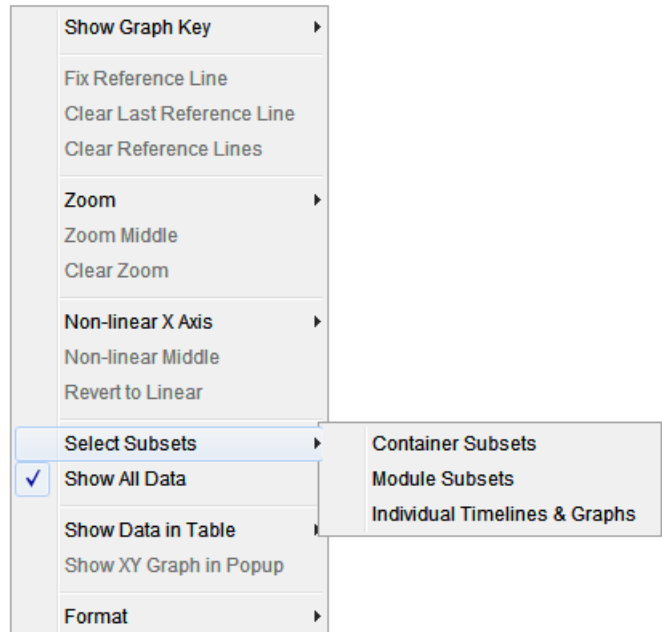 Show Graph Key
Fix Reference Line
Clear Last Reference Line
Clear Reference Lines
Zoom
Zoom Middle
Clear Zoom
Non-linear X Axis
Non-linear Middle
Revert to Linear
Select Subsets
Container Subsets
Show All Data
Module Subsets
Individual Timelines & Graphs
Show Data in Table
Show XY Graph in Popup
Format